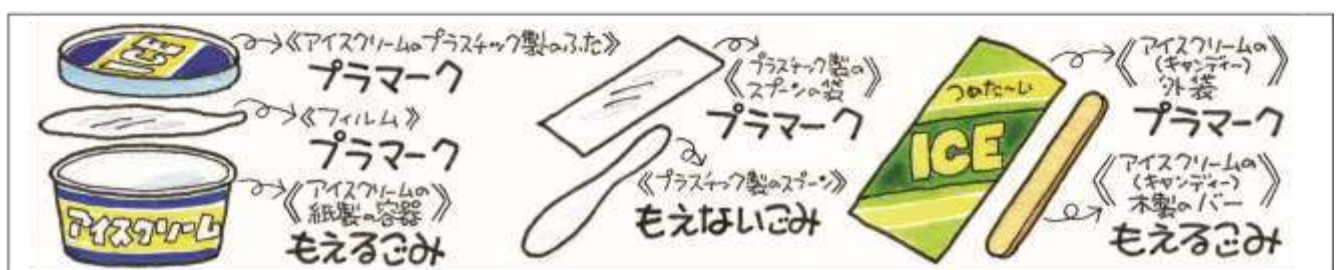 ICE
《アイスクリームのプラスチック製のふた》
プラマーク
《フィルム》
プラマーク
アイスクリーム
《アイスクリームの
紙製の容器》
もえるごみ
《プラスチック製の
スプーンの袋》
プラマーク
《プラスチック製のスプーン》
もえないごみ
つめた〜い
ICE
《アイスクリームの
(キャンディー)
外袋》
プラマーク
《アイスクリームの
(キャンディー)
木製のバー》
もえるごみ